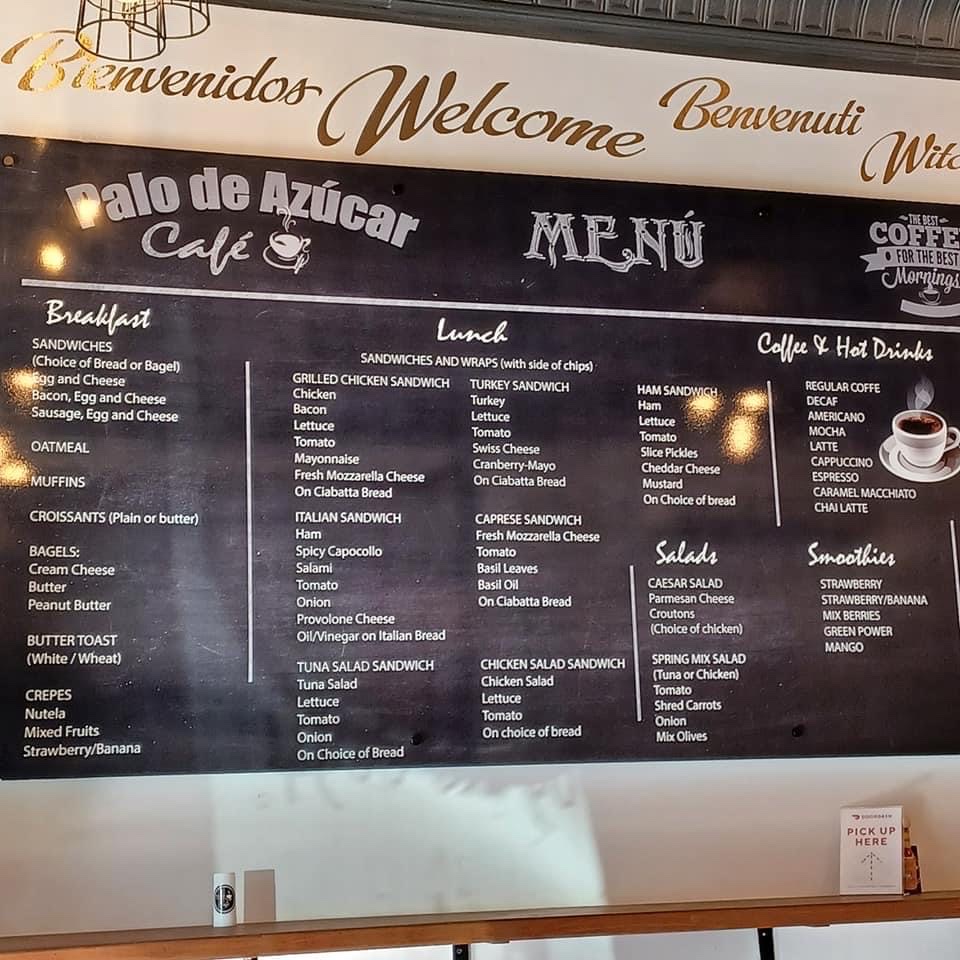 Bienvenidos
Welcome
Benvenuti
Palo de Azúcar
Café
MENÚ
THE BEST
COFFEE
FOR THE BEST
Mornings
Breakfast
SANDWICHES
(Choice of Bread or Bagel)
Egg and Cheese
Bacon, Egg and Cheese
Sausage, Egg and Cheese
OATMEAL
MUFFINS
CROISSANTS (Plain or butter)
BAGELS:
Cream Cheese
Butter
Peanut Butter
BUTTER TOAST
(White / Wheat)
CREPES
Nutela
Mixed Fruits
Strawberry/Banana
Lunch
SANDWICHES AND WRAPS (with side of chips)
GRILLED CHICKEN SANDWICH
Chicken
Bacon
Lettuce
Tomato
Mayonnaise
Fresh Mozzarella Cheese
On Ciabatta Bread
ITALIAN SANDWICH
Ham
Spicy Capocollo
Salami
Tomato
Onion
Provolone Cheese
Oil/Vinegar on Italian Bread
TUNA SALAD SANDWICH
Tuna Salad
Lettuce
Tomato
Onion
On Choice of Bread
TURKEY SANDWICH
Turkey
Lettuce
Tomato
Swiss Cheese
Cranberry-Mayo
On Ciabatta Bread
CAPRESE SANDWICH
Fresh Mozzarella Cheese
Tomato
Basil Leaves
Basil Oil
On Ciabatta Bread
CHICKEN SALAD SANDWICH
Chicken Salad
Lettuce
Tomato
On choice of bread
HAM SANDWICH
Ham
Lettuce
Tomato
Slice Pickles
Cheddar Cheese
Mustard
On Choice of bread
Salads
CAESAR SALAD
Parmesan Cheese
Croutons
(Choice of chicken)
SPRING MIX SALAD
(Tuna or Chicken)
Tomato
Shred Carrots
Onion
Mix Olives
Coffee & Hot Drinks
REGULAR COFFE
DECAF
AMERICANO
MOCHA
LATTE
CAPPUCCINO
ESPRESSO
CARAMEL MACCHIATO
CHAI LATTE
Smoothies
STRAWBERRY
STRAWBERRY/BANANA
MIX BERRIES
GREEN POWER
MANGO
DOORDASH
PICK UP
HERE